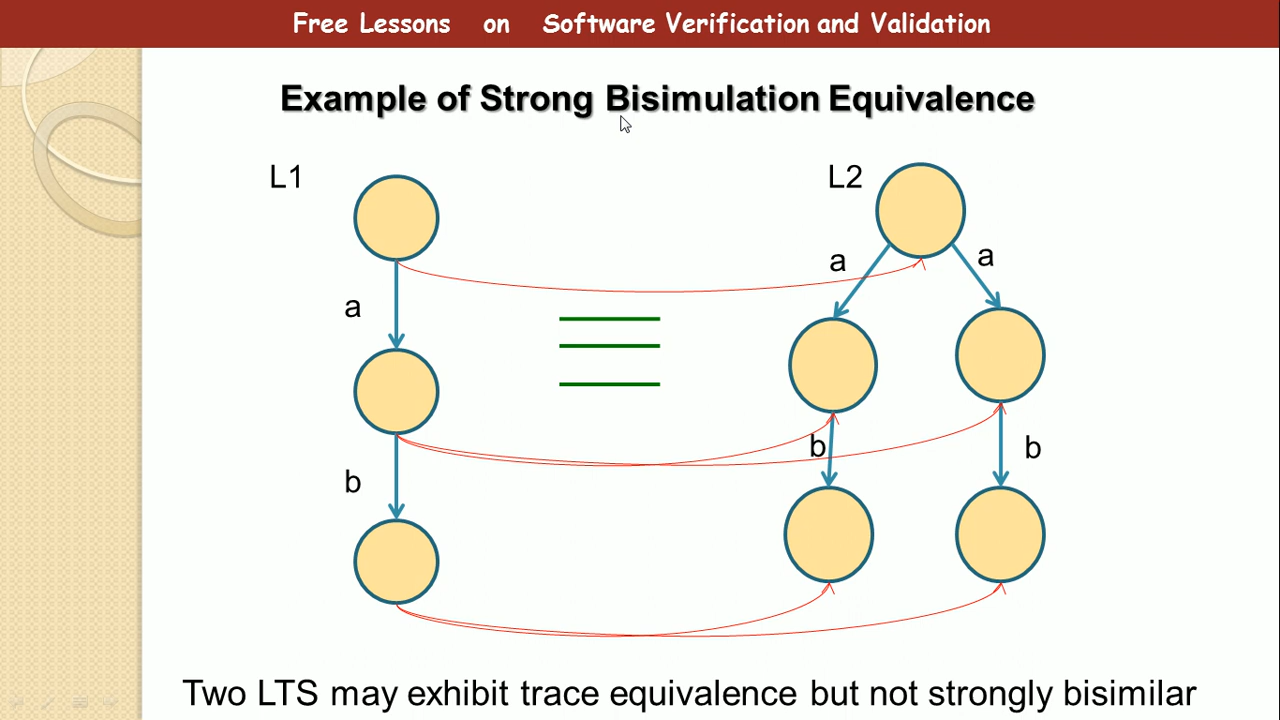 Free Lessons on Software Verification and Validation
Example of Strong Bisimulation Equivalence
L1
L2
a
a
a
b
b
b
Two LTS may exhibit trace equivalence but not strongly bisimilar